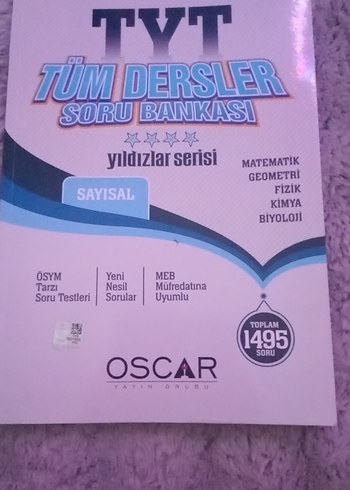 TYT
TÜM DERSLER
SORU BANKASI
yıldızlar serisi
SAYISAL
MATEMATİK
GEOMETRİ
FİZİK
KİMYA
BİYOLOJİ
ÖSYM
Tarzı
Soru Testleri
Yeni
Nesil
Sorular
MEB
Müfredatına
Uyumlu
TOPLAM
1495
SORU
OSCAR
YAYIN GRUBU